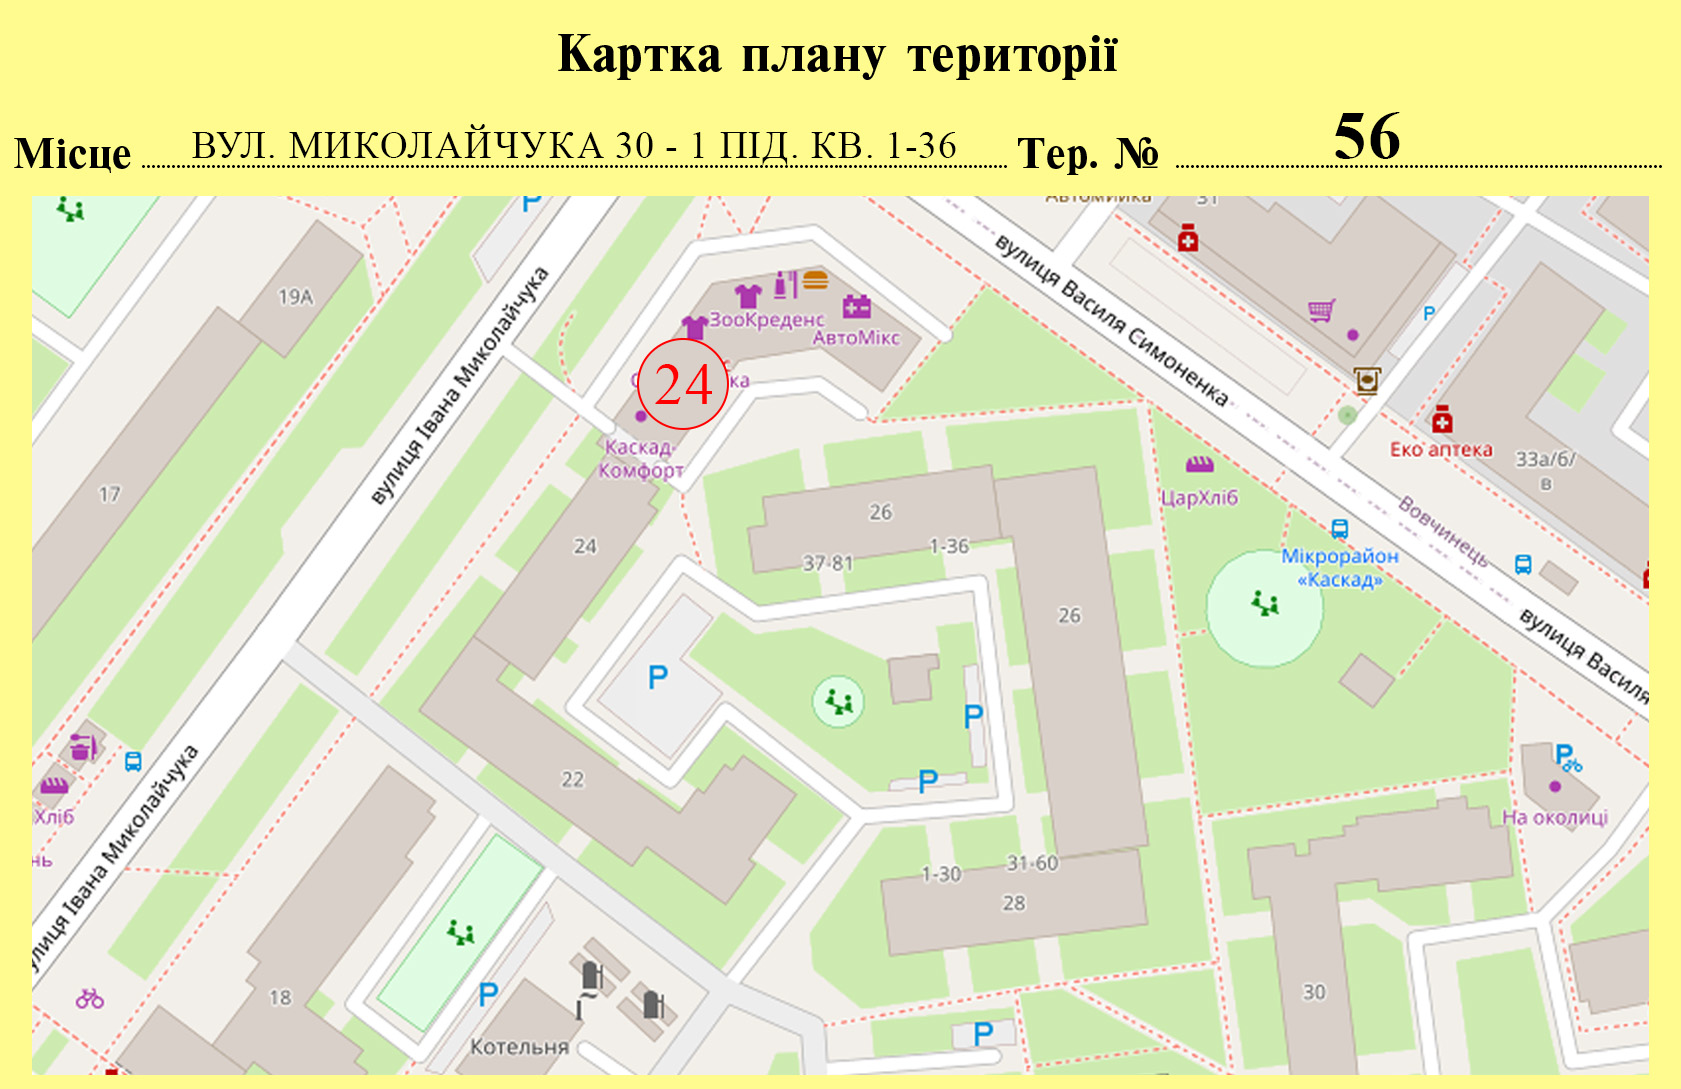 Картка плану території
Місце ВУЛ. МИКОЛАЙЧУКА 30 - 1 ПІД. КВ. 1-36 Тер. № 56
P
Автомийка
31
вулиця Василя Симоненка
19А
вулиця Івана Миколайчука
ЗооКреденс
АвтоМікс
P
24
Каскад-
Комфорт
Еко аптека
33а/б/
в
17
ЦарХліб
26
Вовчинець
24
37-81
1-36
Мікрорайон
«Каскад»
26
вулиця Василя
P
P
P
22
P
Хліб
На околиці
нь
улиця Івана Миколайчука
1-30
31-60
28
18
P
30
P
Котельня